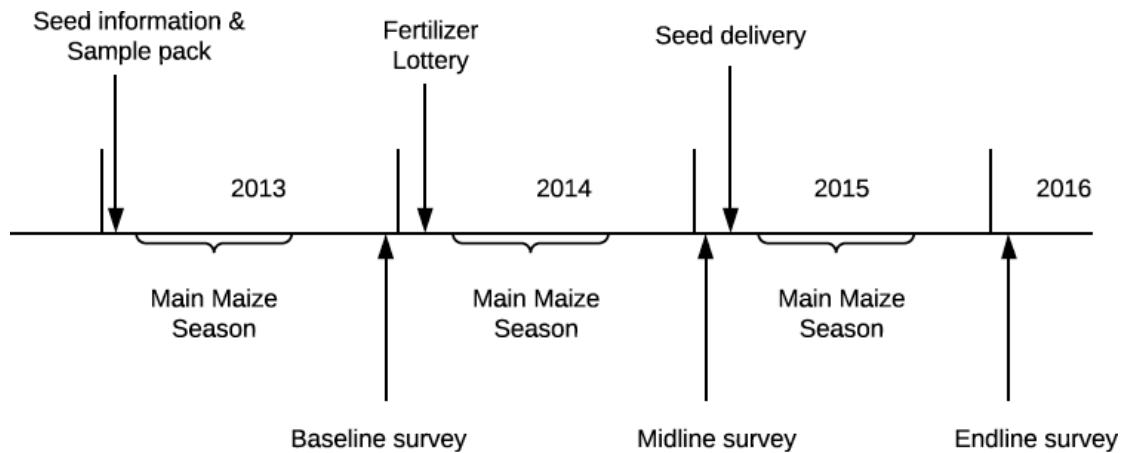 Seed information &
Sample pack
Fertilizer
Lottery
Seed delivery
2013
2014
2015
2016
Main Maize
Season
Main Maize
Season
Main Maize
Season
Baseline survey
Midline survey
Endline survey